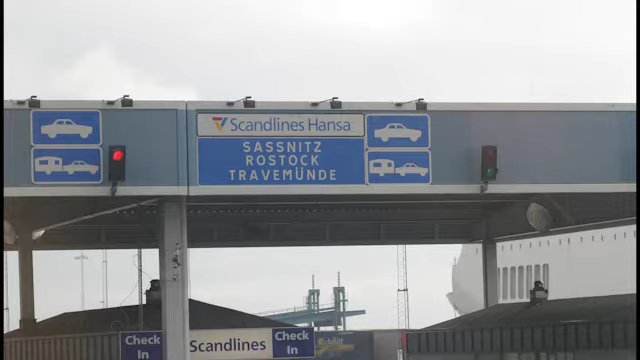 Scandlines Hansa
SASSNITZ
ROSTOCK
TRAVEMÜNDE
Check In
Scandlines
Check In